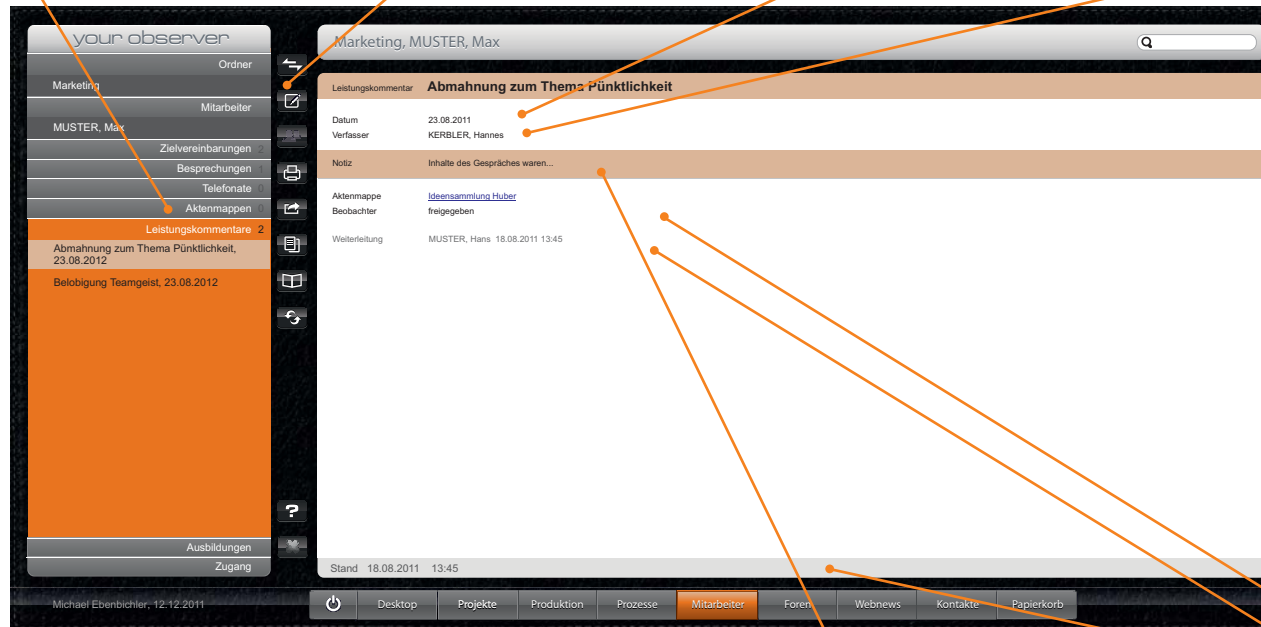 your observer
Ordner
Marketing
Mitarbeiter
MUSTER, Max
Zielvereinbarungen 2
Besprechungen 1
Telefonate 0
Aktenmappen 0
Leistungskommentare 2
Abmahnung zum Thema Pünktlichkeit,
23.08.2012
Belobigung Teamgeist, 23.08.2012
Ausbildungen
Zugang
Michael Ebenbichler, 12.12.2011
?
Marketing, MUSTER, Max
Leistungskommentar Abmahnung zum Thema Pünktlichkeit
Datum 23.08.2011
Verfasser KERBLER, Hannes
Notiz Inhalte des Gespräches waren...
Aktenmappe Ideensammlung Huber
Beobachter freigegeben
Weiterleitung MUSTER, Hans 18.08.2011 13:45
Stand 18.08.2011 13:45
Desktop Projekte Produktion Prozesse Mitarbeiter Foren Webnews Kontakte Papierkorb